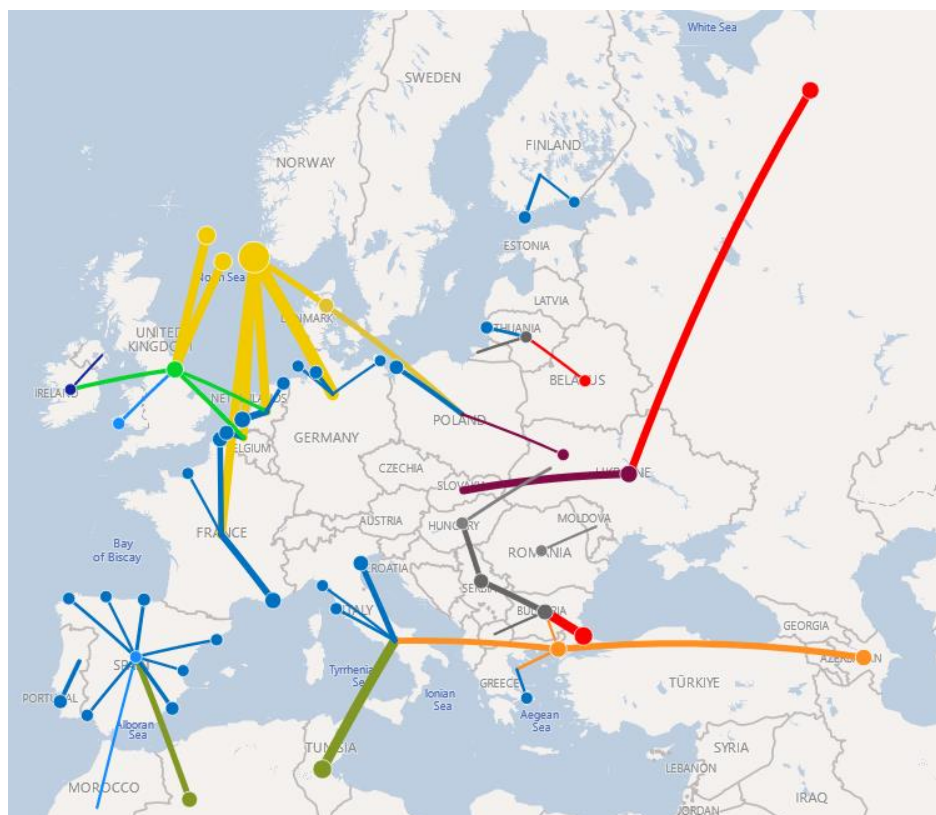 White Sea
SWEDEN
FINLAND
NORWAY
ESTONIA
North Sea
LATVIA
DENMARK
LITHUANIA
UNITED
KINGDOM
BELARUS
IRELAND
NETHERLANDS
POLAND
GERMANY
BELGIUM
CZECHIA
UKRAINE
SLOVAKIA
AUSTRIA
MOLDOVA
HUNGARY
FRANCE
Bay
of Biscay
ROMANIA
CROATIA
SERBIA
ITALY
BULGARIA
GEORGIA
AZERBAIJAN
SPAIN
Tyrrhenian
Sea
GREECE
TÜRKIYE
PORTUGAL
Ionian
Sea
Aegean
Sea
Alboran
Sea
TUNISIA
SYRIA
LEBANON
MOROCCO
IRAQ
JORDAN